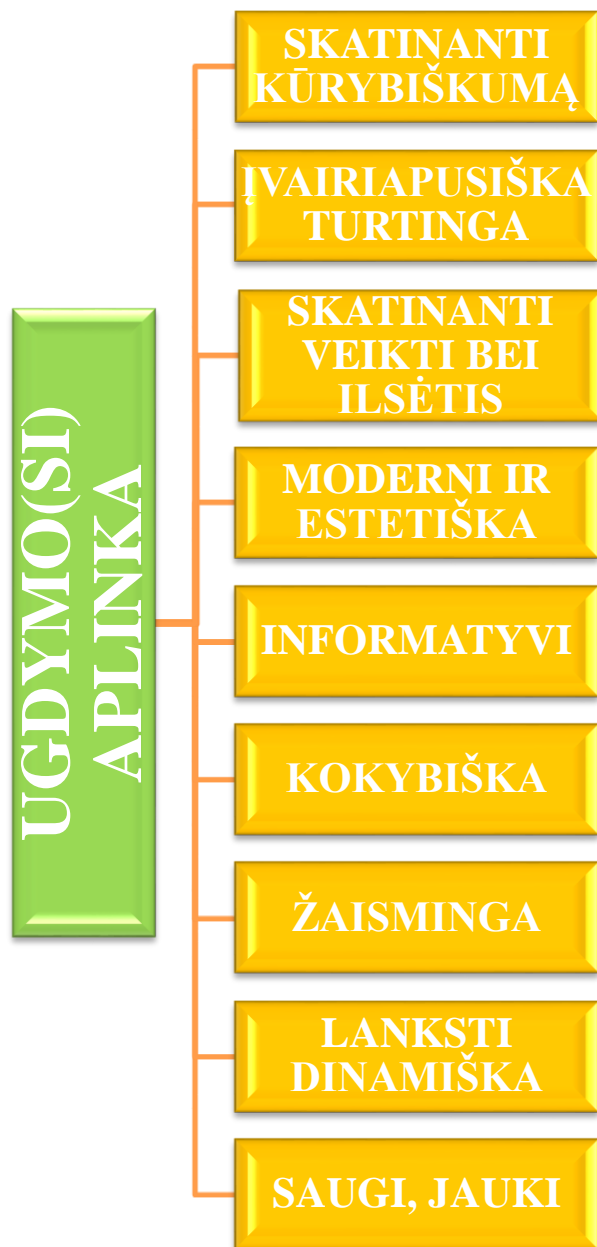 UGDYMO(SI)
APLINKA
SKATINANTI
KŪRYBIŠKUMĄ
ĮVAIRIAPUSIŠKA
TURTINGA
SKATINANTI
VEIKTI BEI
ILSĖTIS
MODERNI IR
ESTETIŠKA
INFORMATYVI
KOKYBIŠKA
ŽAISMINGA
LANKSTI
DINAMIŠKA
SAUGI, JAUKI